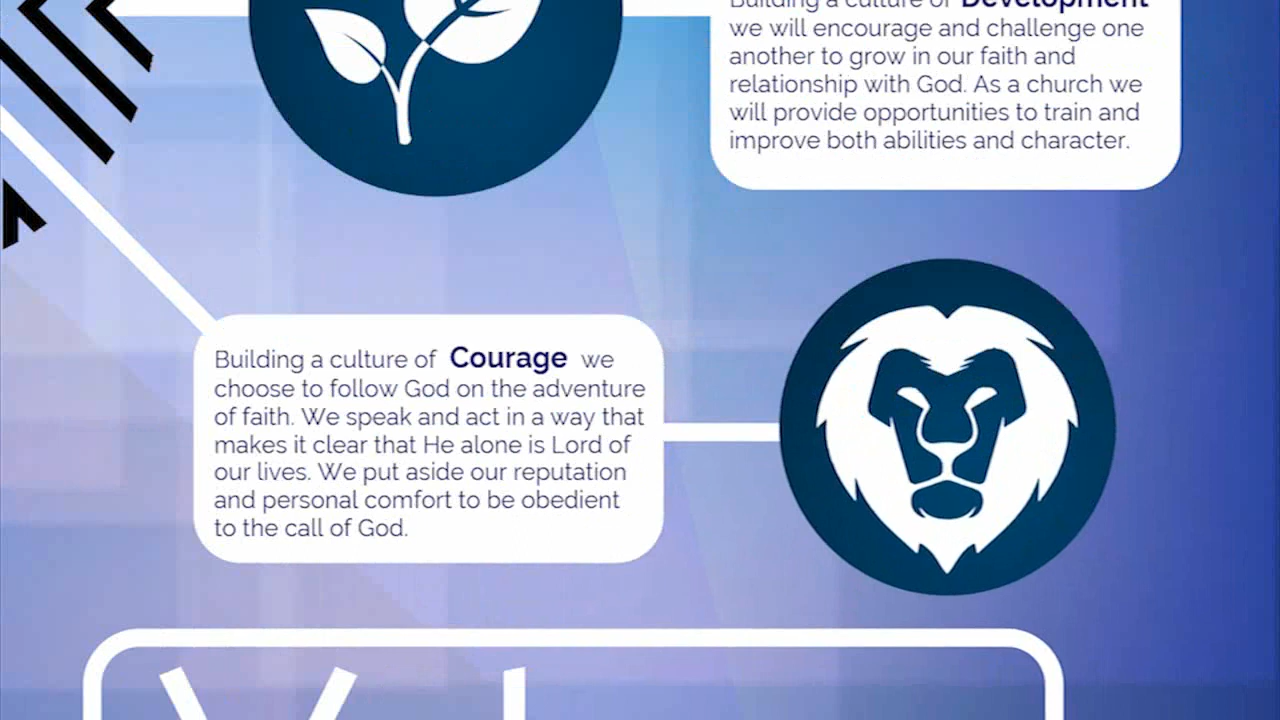 Building a culture of Development
we will encourage and challenge one
another to grow in our faith and
relationship with God. As a church we
will provide opportunities to train and
improve both abilities and character.
Building a culture of Courage we
choose to follow God on the adventure
of faith. We speak and act in a way that
makes it clear that He alone is Lord of
our lives. We put aside our reputation
and personal comfort to be obedient
to the call of God.